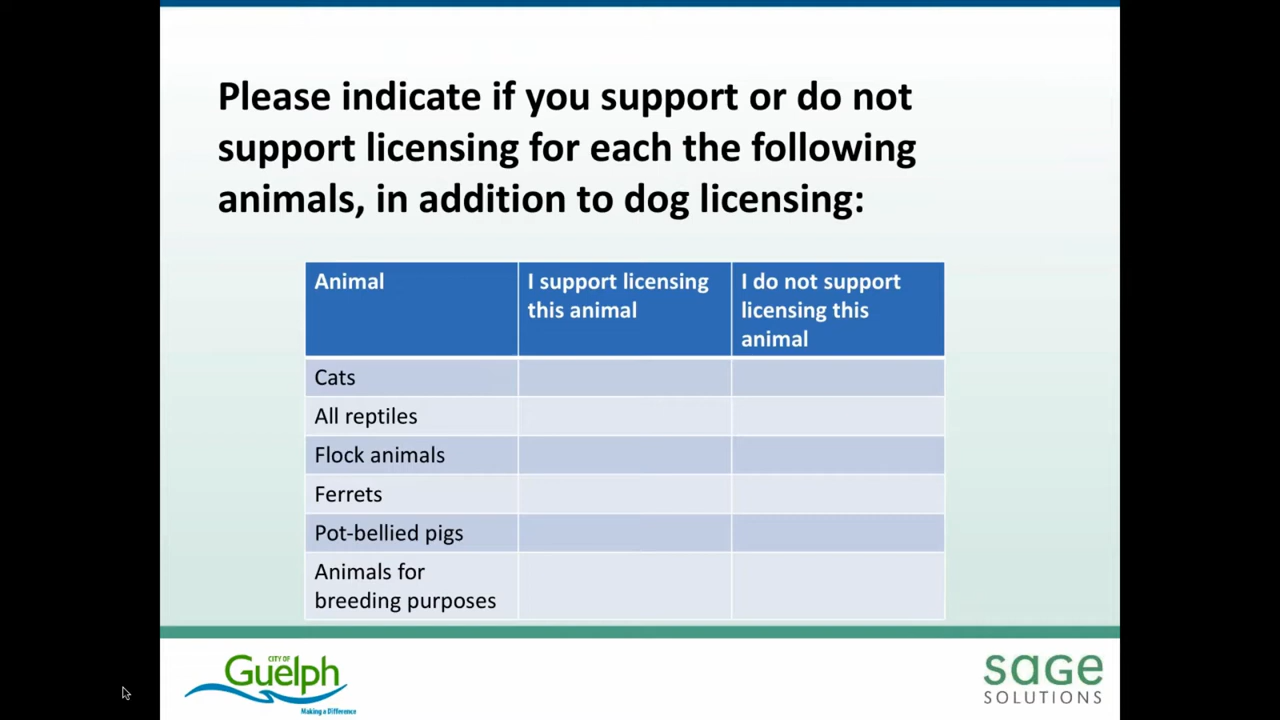 Please indicate if you support or do not
support licensing for each the following
animals, in addition to dog licensing:
Animal
I support licensing
this animal
I do not support
licensing this
animal
Cats
All reptiles
Flock animals
Ferrets
Pot-bellied pigs
Animals for
breeding purposes
CITY OF
Guelph
Making a Difference
sage
SOLUTIONS